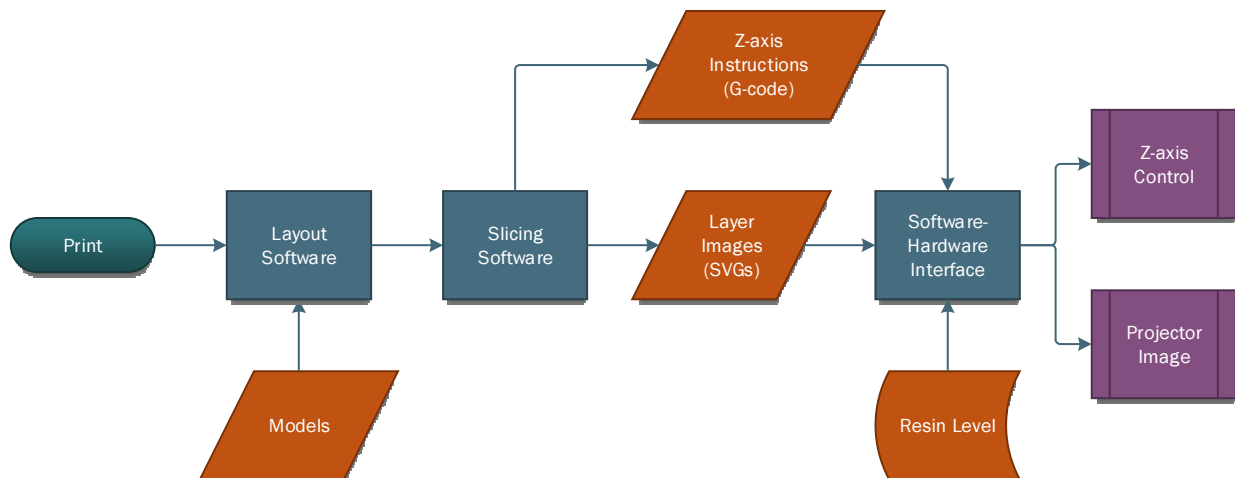 Z-axis
Instructions
(G-code)
Z-axis
Control
Print
Layout
Software
Slicing
Software
Layer
Images
(SVGs)
Software-
Hardware
Interface
Projector
Image
Models
Resin Level